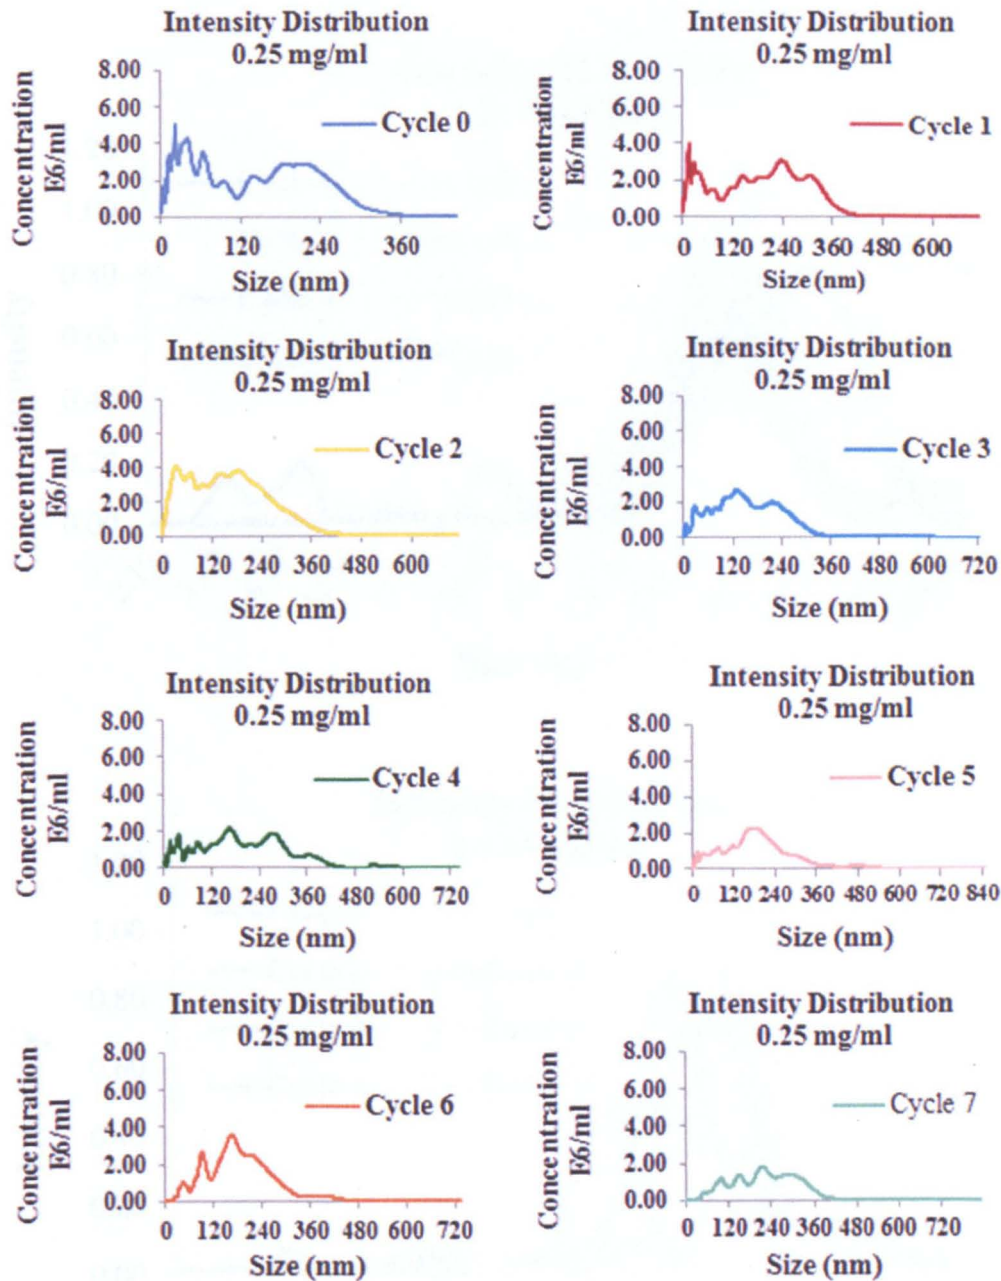 Intensity Distribution
0.25 mg/ml
Concentration
E6/ml
8.00
6.00
4.00
2.00
0.00
Cycle 0
0 120 240 360
Size (nm)
Intensity Distribution
0.25 mg/ml
Concentration
E6/ml
8.00
6.00
4.00
2.00
0.00
Cycle 1
0 120 240 360 480 600
Size (nm)
Intensity Distribution
0.25 mg/ml
Concentration
E6/ml
8.00
6.00
4.00
2.00
0.00
Cycle 2
0 120 240 360 480 600
Size (nm)
Intensity Distribution
0.25 mg/ml
Concentration
E6/ml
8.00
6.00
4.00
2.00
0.00
Cycle 3
0 120 240 360 480 600 720
Size (nm)
Intensity Distribution
0.25 mg/ml
Concentration
E6/ml
8.00
6.00
4.00
2.00
0.00
Cycle 4
0 120 240 360 480 600 720
Size (nm)
Intensity Distribution
0.25 mg/ml
Concentration
E6/ml
8.00
6.00
4.00
2.00
0.00
Cycle 5
0 120 240 360 480 600 720 840
Size (nm)
Intensity Distribution
0.25 mg/ml
Concentration
E6/ml
8.00
6.00
4.00
2.00
0.00
Cycle 6
0 120 240 360 480 600 720
Size (nm)
Intensity Distribution
0.25 mg/ml
Concentration
E6/ml
8.00
6.00
4.00
2.00
0.00
Cycle 7
0 120 240 360 480 600 720
Size (nm)